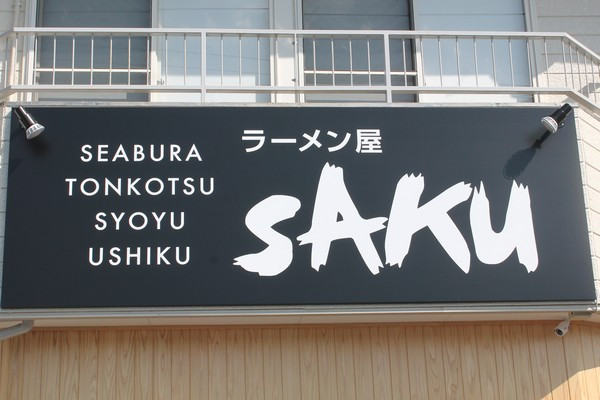 SEABURA
TONKOTSU
SYOYU
USHIKU
ラーメン屋
SAKU